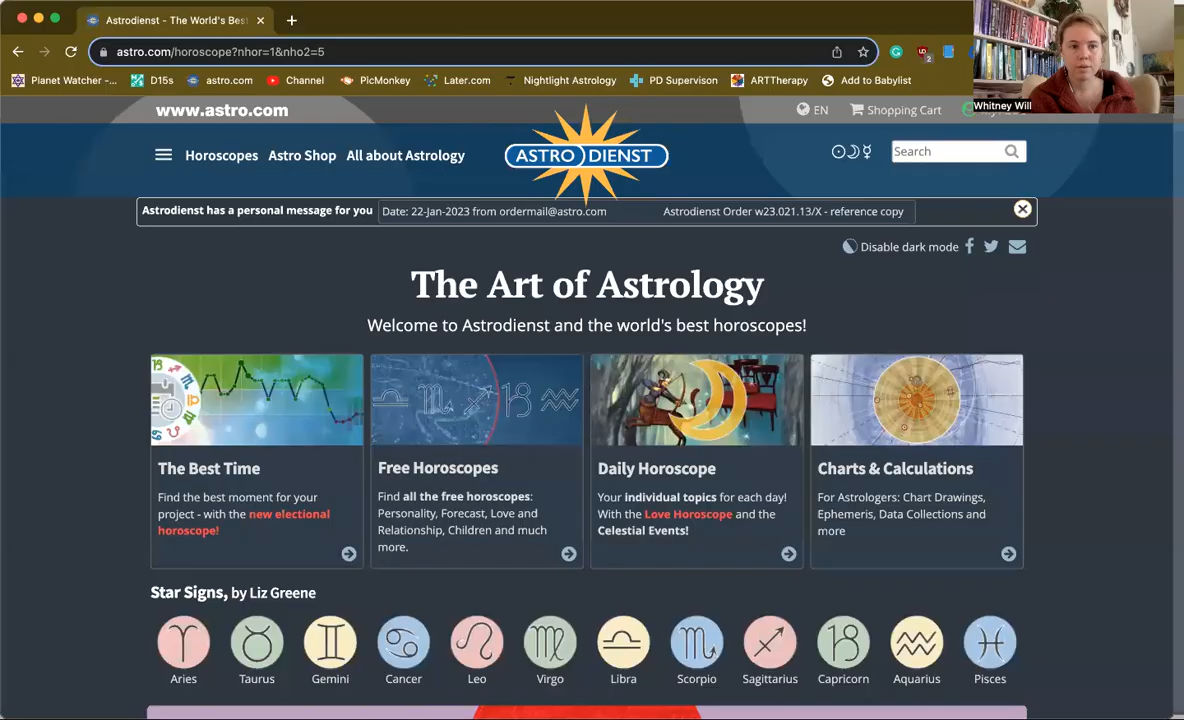 Astrodienst - The World's Best
astro.com/horoscope?nhor=1&nho2=5
2
Planet Watcher -... D15s astro.com Channel PicMonkey Later.com Nightlight Astrology PD Supervison ARTTherapy Add to Babylist
Whitney Will
www.astro.com
EN Shopping Cart
Horoscopes Astro Shop All about Astrology
ASTRO DIENST
Search
Astrodienst has a personal message for you Date: 22-Jan-2023 from ordermail@astro.com Astrodienst Order w23.021.13/X - reference copy
Disable dark mode
The Art of Astrology
Welcome to Astrodienst and the world's best horoscopes!
The Best Time
Find the best moment for your
project - with the new electional
horoscope!
Free Horoscopes
Find all the free horoscopes:
Personality, Forecast, Love and
Relationship, Children and much
more.
Daily Horoscope
Your individual topics for each day!
With the Love Horoscope and the
Celestial Events!
Charts & Calculations
For Astrologers: Chart Drawings,
Ephemeris, Data Collections and
more
Star Signs, by Liz Greene
Aries Taurus Gemini Cancer Leo Virgo Libra Scorpio Sagittarius Capricorn Aquarius Pisces